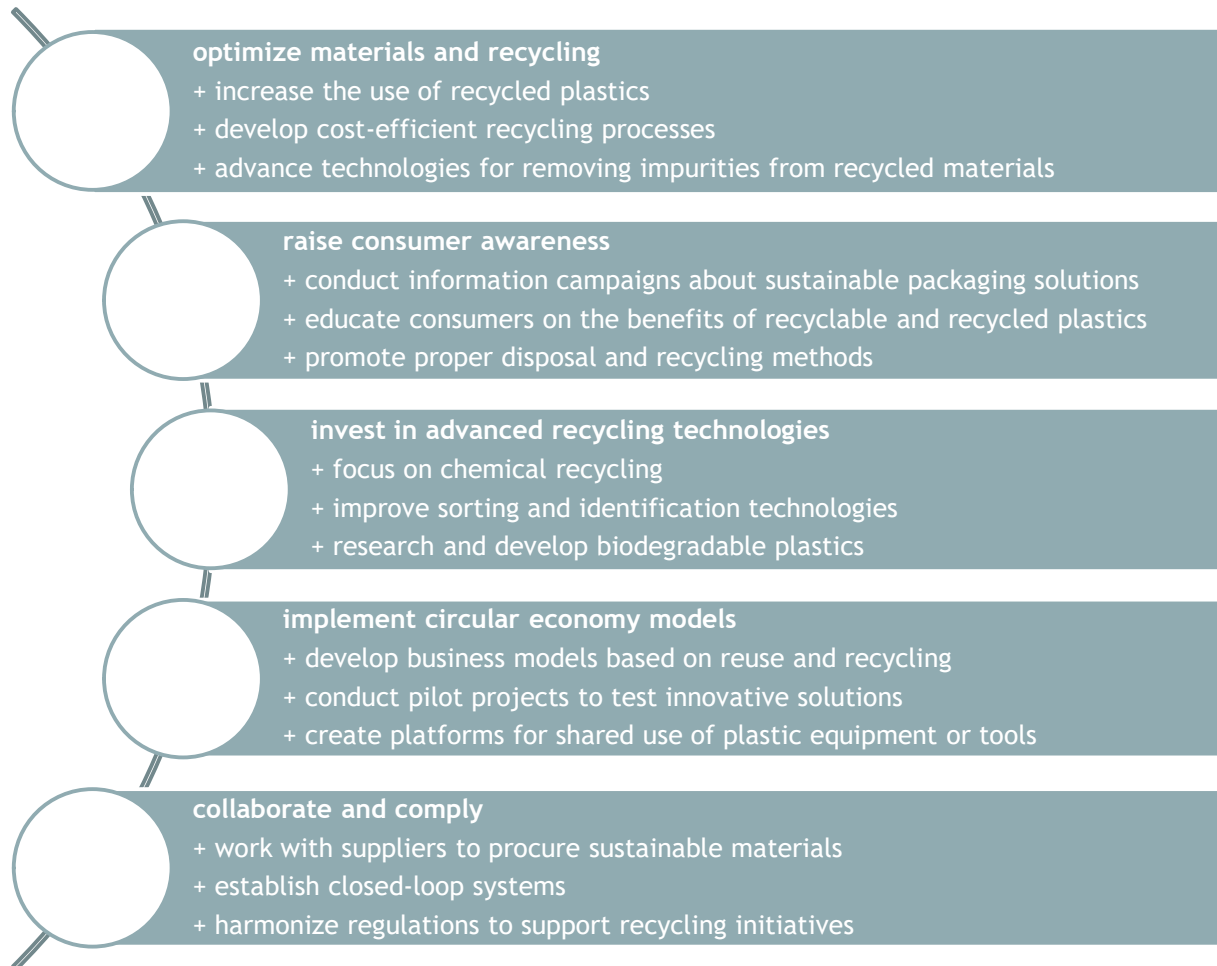 optimize materials and recycling
+ increase the use of recycled plastics
+ develop cost-efficient recycling processes
+ advance technologies for removing impurities from recycled materials
raise consumer awareness
+ conduct information campaigns about sustainable packaging solutions
+ educate consumers on the benefits of recyclable and recycled plastics
+ promote proper disposal and recycling methods
invest in advanced recycling technologies
+ focus on chemical recycling
+ improve sorting and identification technologies
+ research and develop biodegradable plastics
implement circular economy models
+ develop business models based on reuse and recycling
+ conduct pilot projects to test innovative solutions
+ create platforms for shared use of plastic equipment or tools
collaborate and comply
+ work with suppliers to procure sustainable materials
+ establish closed-loop systems
+ harmonize regulations to support recycling initiatives